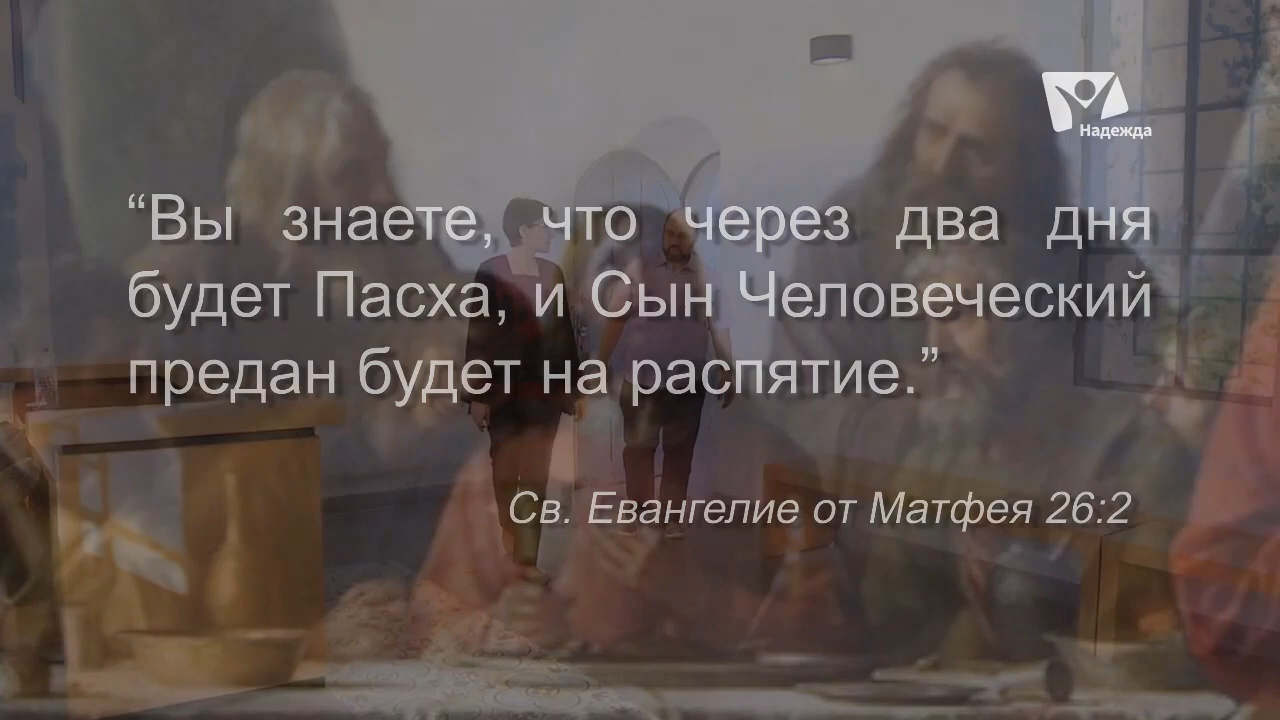 Надежда
“Вы знаете, что через два дня
будет Пасха, и Сын Человеческий
предан будет на распятие.”
Св. Евангелие от Матфея 26:2